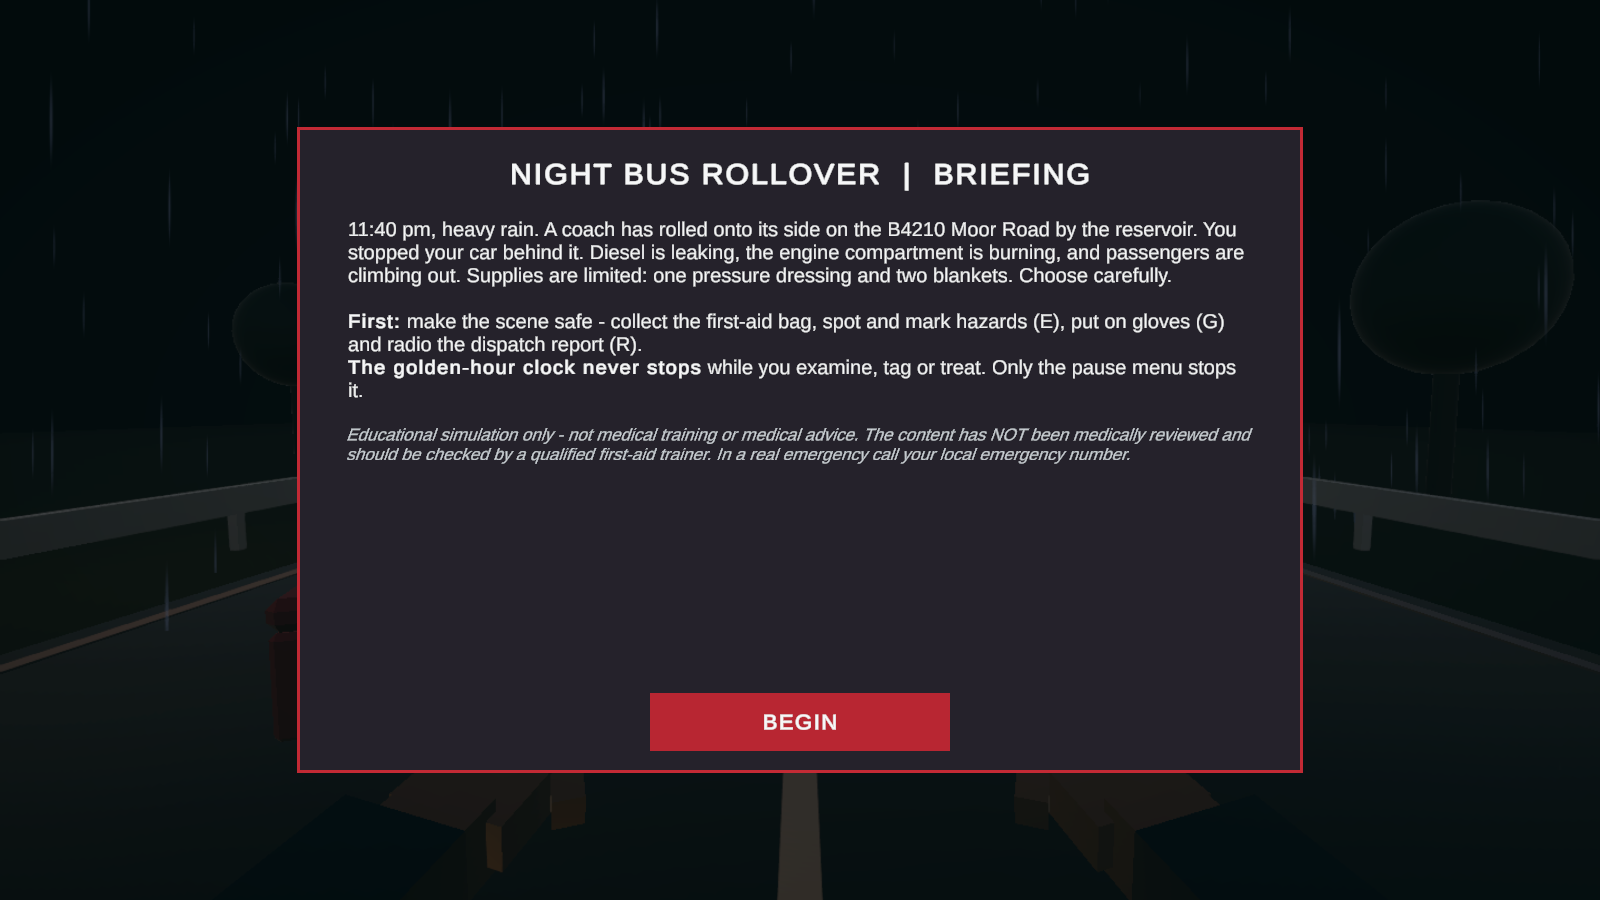 NIGHT BUS ROLLOVER | BRIEFING
11:40 pm, heavy rain. A coach has rolled onto its side on the B4210 Moor Road by the reservoir. You
stopped your car behind it. Diesel is leaking, the engine compartment is burning, and passengers are
climbing out. Supplies are limited: one pressure dressing and two blankets. Choose carefully.
First: make the scene safe - collect the first-aid bag, spot and mark hazards (E), put on gloves (G)
and radio the dispatch report (R).
The golden-hour clock never stops while you examine, tag or treat. Only the pause menu stops
it.
Educational simulation only - not medical training or medical advice. The content has NOT been medically reviewed and
should be checked by a qualified first-aid trainer. In a real emergency call your local emergency number.
BEGIN